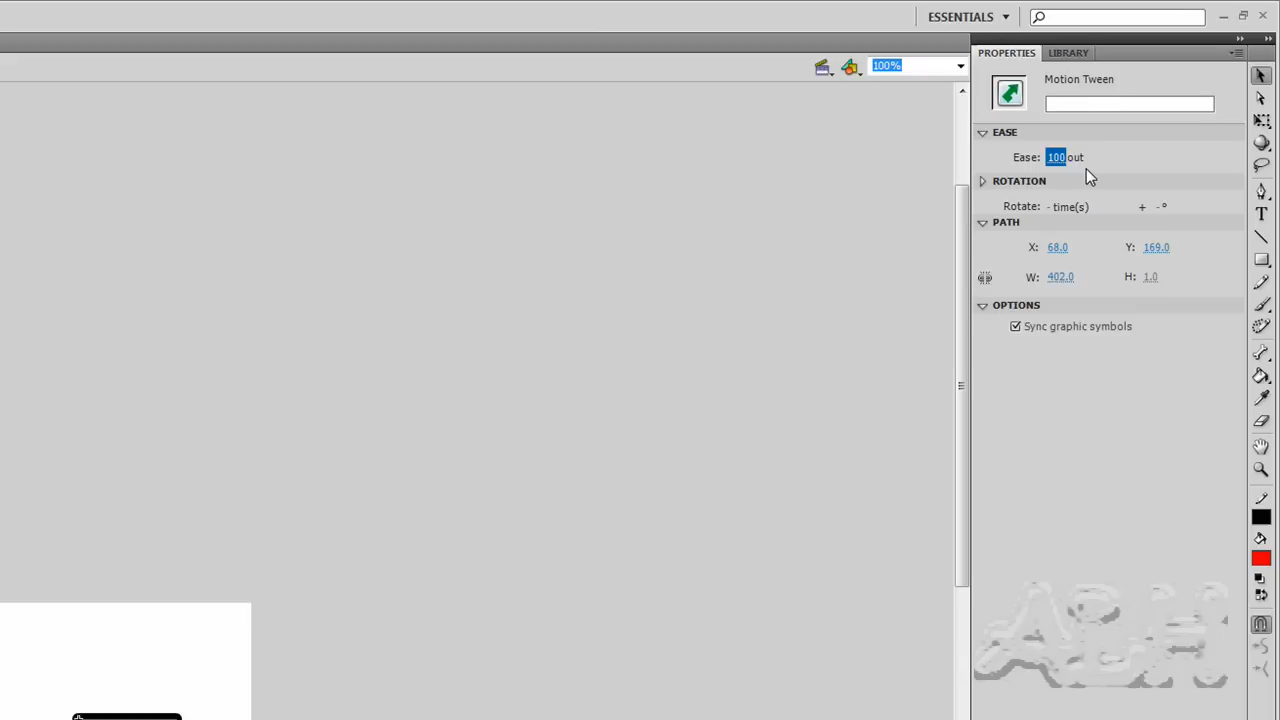 ESSENTIALS
100%
PROPERTIES LIBRARY
Motion Tween
EASE
Ease: 100 out
ROTATION
Rotate: - time(s) + - °
PATH
X: 68.0 Y: 169.0
W: 402.0 H: 1.0
OPTIONS
Sync graphic symbols